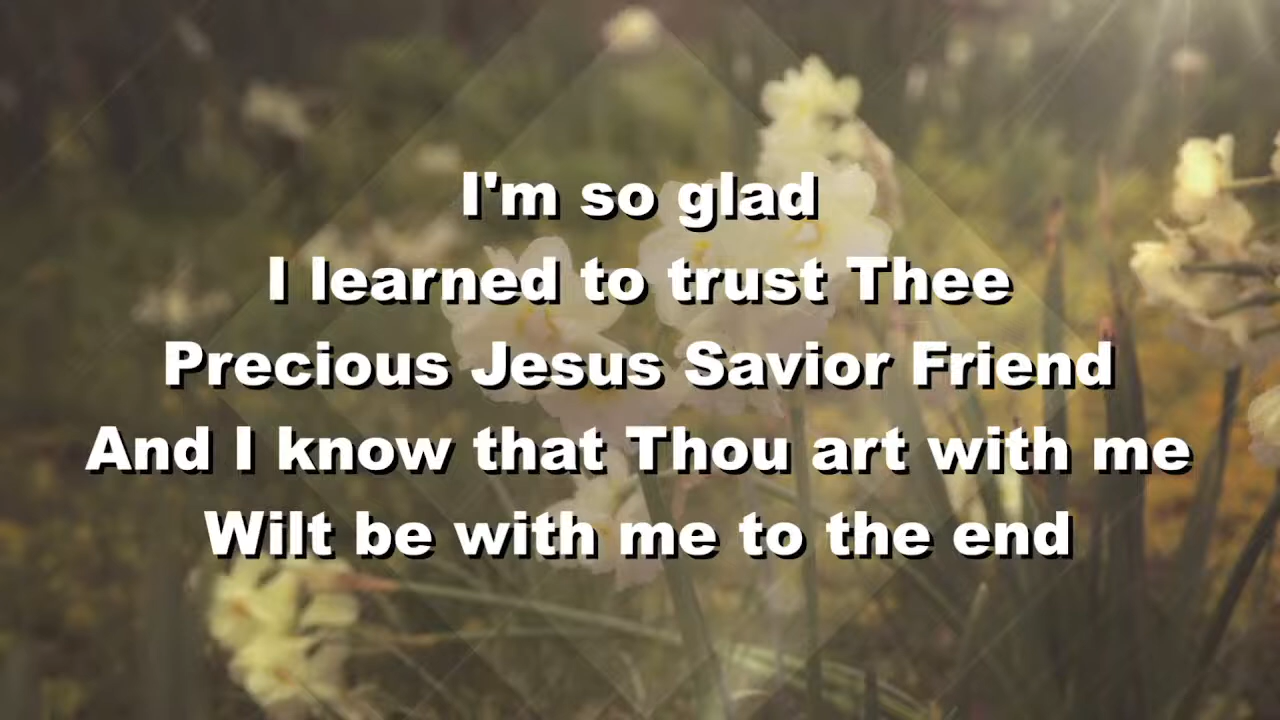 I'm so glad
I learned to trust Thee
Precious Jesus Savior Friend
And I know that Thou art with me
Wilt be with me to the end